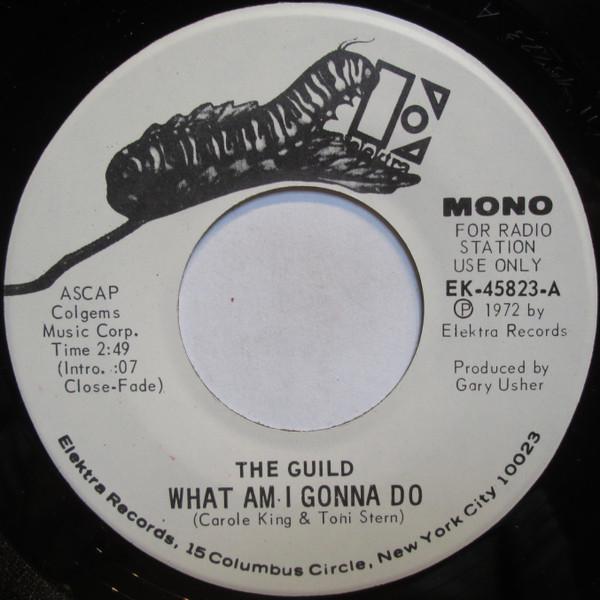 elektra
MONO
FOR RADIO
STATION
USE ONLY
EK-45823-A
Ⓟ 1972 by
Elektra Records
Produced by
Gary Usher
ASCAP
Colgems
Music Corp.
Time 2:49
(Intro. :07
Close-Fade)
THE GUILD
WHAT AM I GONNA DO
(Carole King & Toni Stern)
Elektra Records, 15 Columbus Circle, New York City 10023